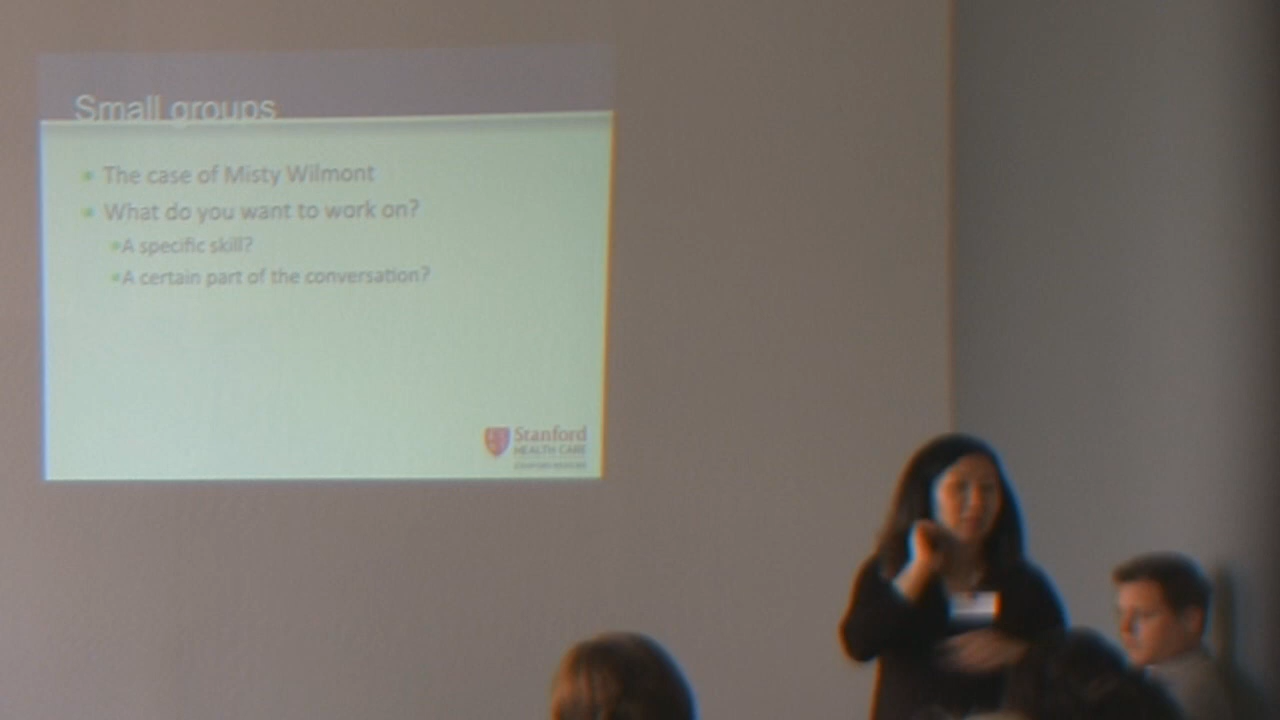 Small groups
The case of Misty Wilmont
What do you want to work on?
A specific skill?
A certain part of the conversation?
Stanford
HEALTH CARE